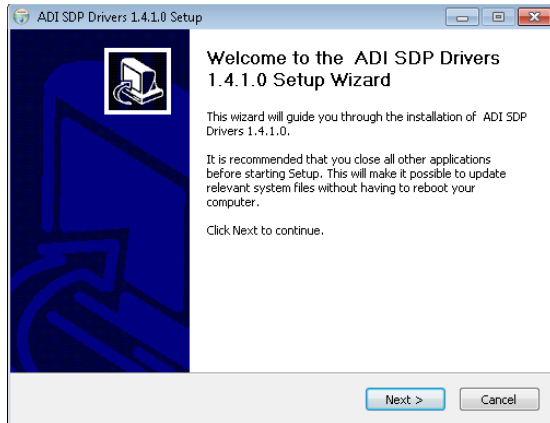 ADI SDP Drivers 1.4.1.0 Setup
Welcome to the ADI SDP Drivers
1.4.1.0 Setup Wizard
This wizard will guide you through the installation of ADI SDP
Drivers 1.4.1.0.
It is recommended that you close all other applications
before starting Setup. This will make it possible to update
relevant system files without having to reboot your
computer.
Click Next to continue.
Next >
Cancel